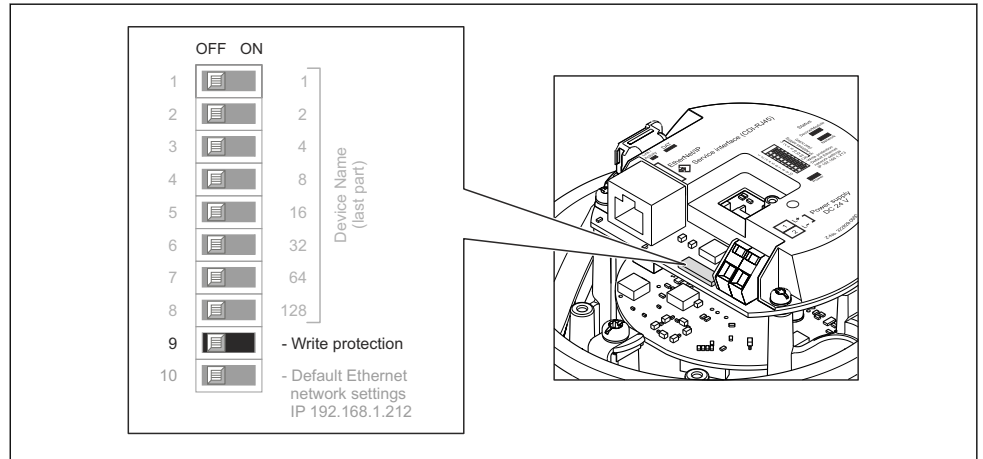 OFF ON
1 1
2 2
3 4
4 8
5 16
6 32
7 64
8 128
Device Name
(last part)
9 - Write protection
10 - Default Ethernet
network settings
IP 192.168.1.212
EtherNet/IP
Service interface (CDI-RJ45)
Power supply
DC 24 V
1 L+
2 L-